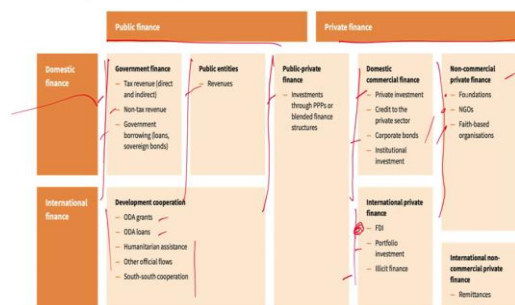 Public finance
Private finance
Domestic
finance
Government finance
– Tax revenue (direct
and indirect)
– Non-tax revenue
– Government
borrowing (loans,
sovereign bonds)
Public entities
– Revenues
Public-private
finance
– Investments
through PPPs or
blended finance
structures
Domestic
commercial finance
– Private investment
– Credit to the
private sector
– Corporate bonds
– Institutional
investment
Non-commercial
private finance
– Foundations
– NGOs
– Faith-based
organisations
International
finance
Development cooperation
– ODA grants
– ODA loans
– Humanitarian assistance
– Other official flows
– South-south cooperation
International private
finance
– FDI
– Portfolio
investment
– Illicit finance
International non-
commercial private
finance
– Remittances